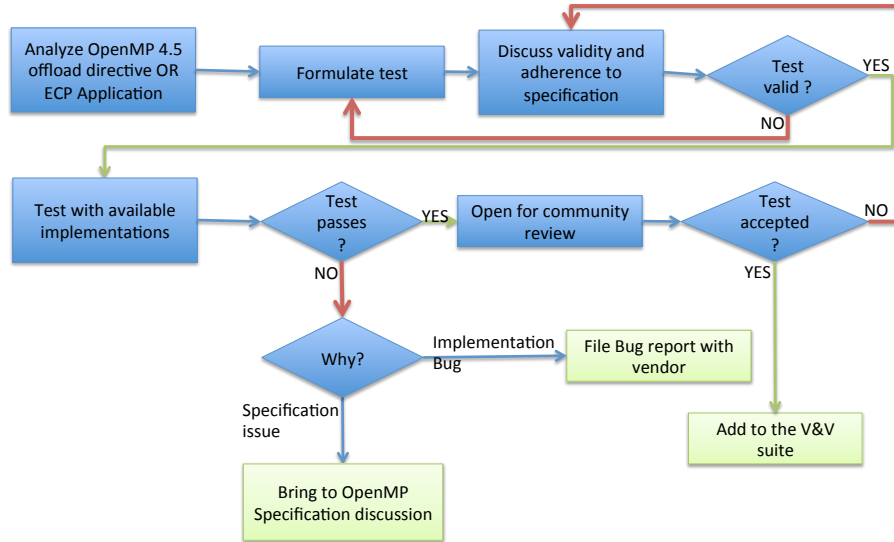 Analyze OpenMP 4.5
offload directive OR
ECP Application
Formulate test
Discuss validity and
adherence to
specification
Test
valid ?
YES
NO
Test with available
implementations
Test
passes
?
YES
Open for community
review
Test
accepted
?
NO
NO
YES
Why?
Implementation
Bug
File Bug report with
vendor
Specification
issue
Add to the V&V
suite
Bring to OpenMP
Specification discussion